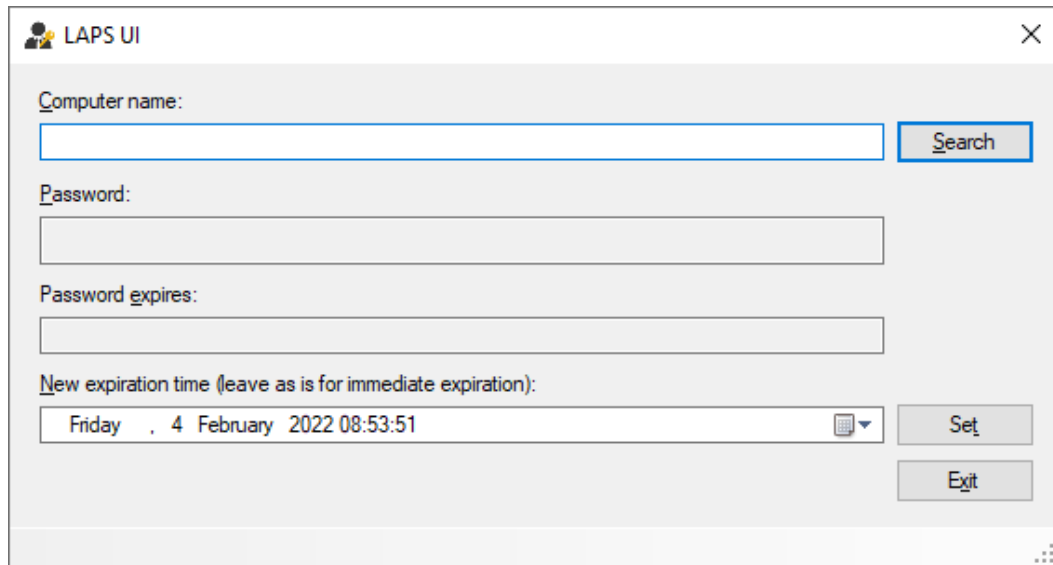 LAPS UI
Computer name:
Search
Password:
Password expires:
New expiration time (leave as is for immediate expiration):
Friday , 4 February 2022 08:53:51
Set
Exit